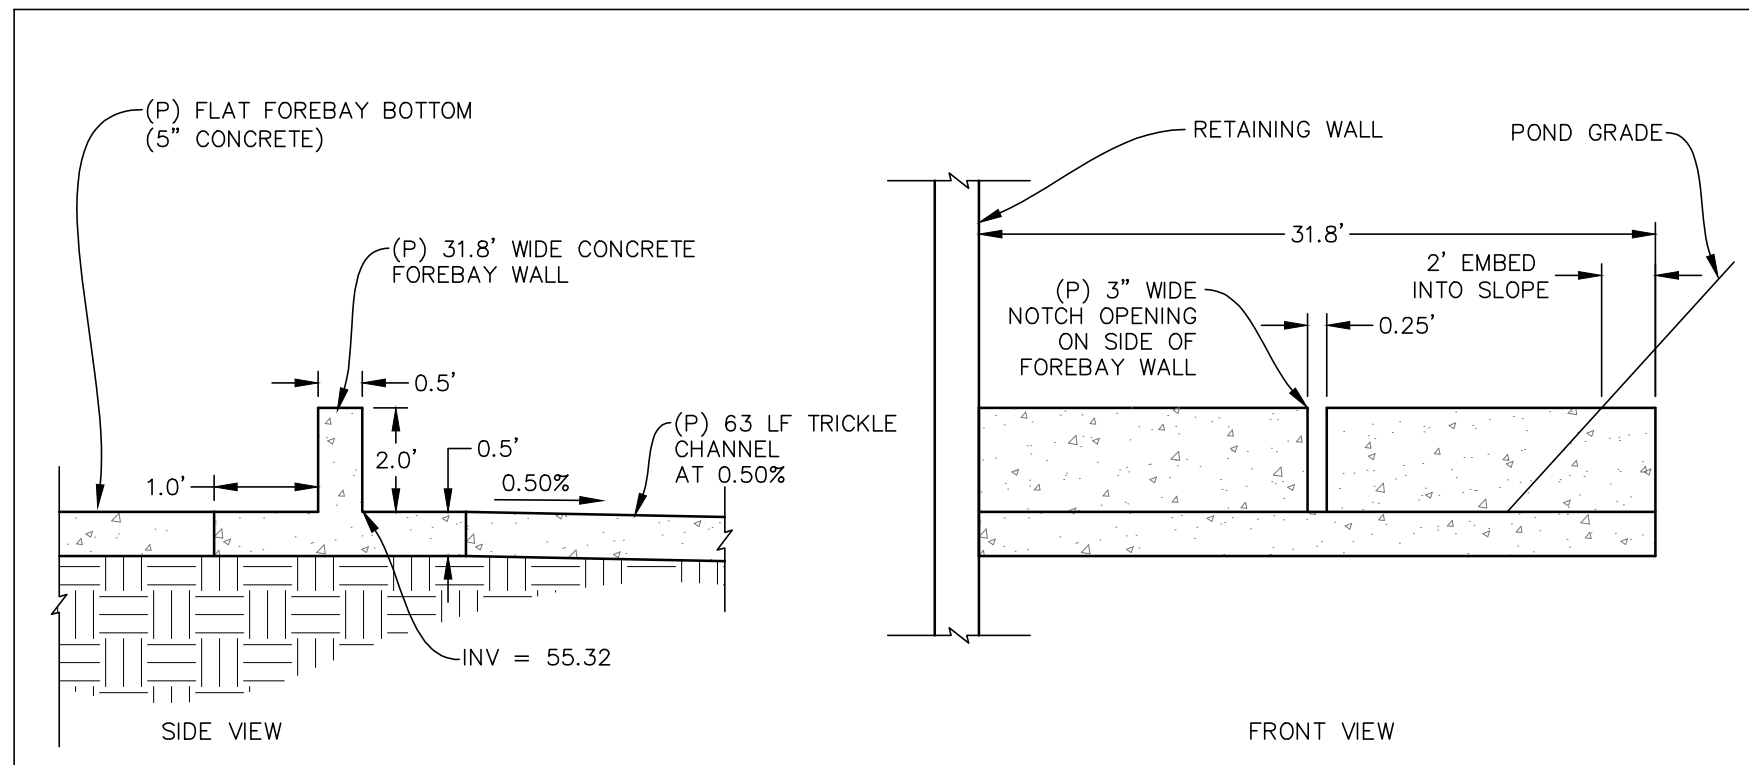 (P) FLAT FOREBAY BOTTOM
(5" CONCRETE)
(P) 31.8' WIDE CONCRETE
FOREBAY WALL
0.5'
2.0'
1.0'
0.5'
0.50%
(P) 63 LF TRICKLE
CHANNEL
AT 0.50%
INV = 55.32
SIDE VIEW
RETAINING WALL
POND GRADE
31.8'
2' EMBED
INTO SLOPE
(P) 3" WIDE
NOTCH OPENING
ON SIDE OF
FOREBAY WALL
0.25'
FRONT VIEW